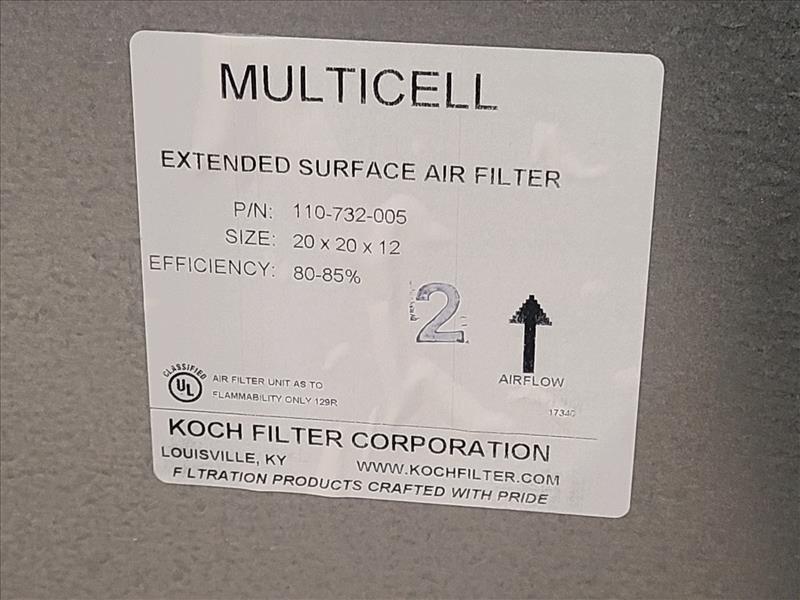 MULTICELL
EXTENDED SURFACE AIR FILTER
P/N: 110-732-005
SIZE: 20 x 20 x 12
EFFICIENCY: 80-85%
2
AIRFLOW
CLASSIFIED
UL
AIR FILTER UNIT AS TO
FLAMMABILITY ONLY 129R
KOCH FILTER CORPORATION
LOUISVILLE, KY
WWW.KOCHFILTER.COM
F LTRATION PRODUCTS CRAFTED WITH PRIDE